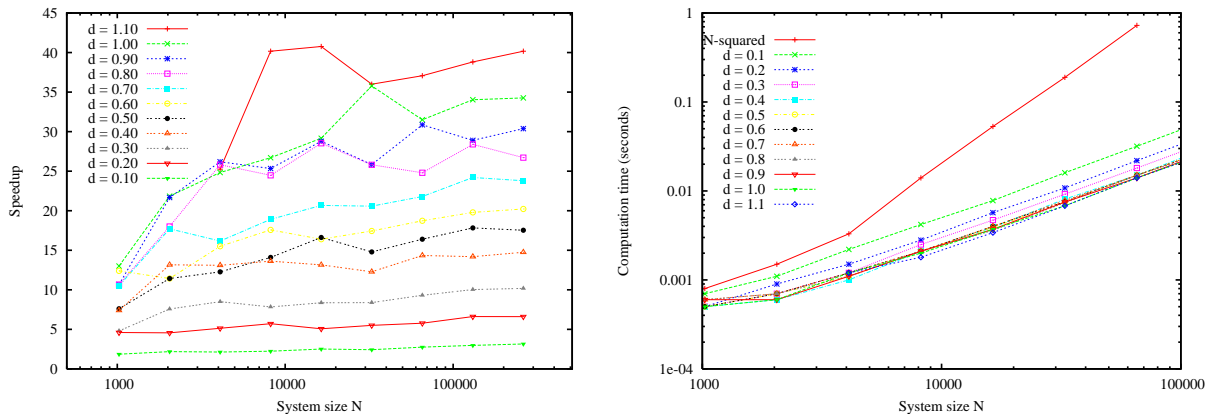 45
40
35
30
25
20
15
10
5
0
Speedup
d = 1.10
d = 1.00
d = 0.90
d = 0.80
d = 0.70
d = 0.60
d = 0.50
d = 0.40
d = 0.30
d = 0.20
d = 0.10
1000 10000 100000
System size N
1
0.1
0.01
0.001
1e-04
Computation time (seconds)
N-squared
d = 0.1
d = 0.2
d = 0.3
d = 0.4
d = 0.5
d = 0.6
d = 0.7
d = 0.8
d = 0.9
d = 1.0
d = 1.1
1000 10000 100000
System size N